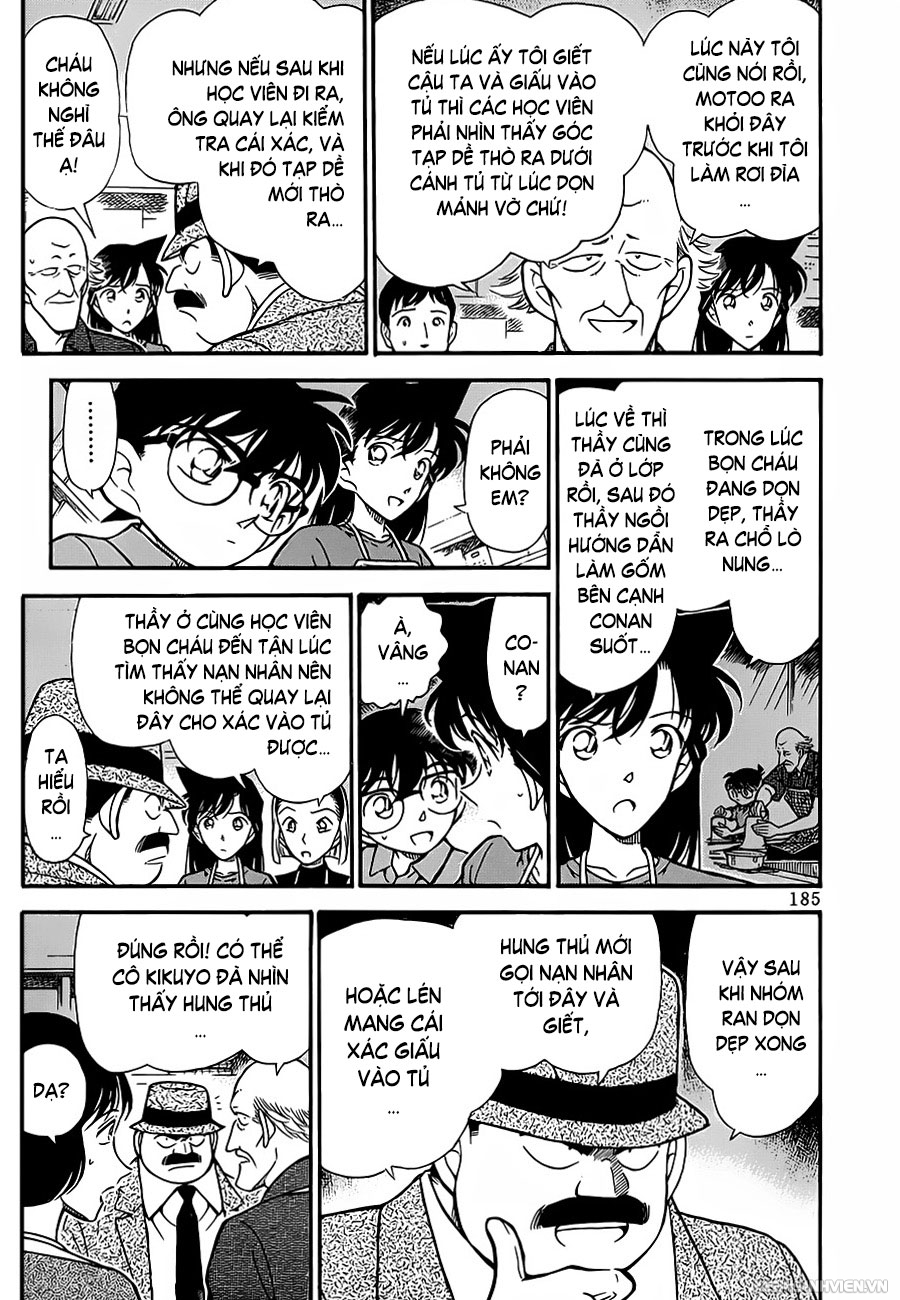 LÚC NÀY TÔI
CŨNG NÓI RỒI,
MOTOO RA
KHỎI ĐÂY
TRƯỚC KHI TÔI
LÀM RƠI ĐĨA
...
NẾU LÚC ẤY TÔI GIẾT
CẬU TA VÀ GIẤU VÀO
TỦ THÌ CÁC HỌC VIÊN
PHẢI NHÌN THẤY GÓC
TẠP DỀ THÒ RA DƯỚI
CÁNH TỦ TỪ LÚC DỌN
MẢNH VỠ CHỨ!
NHƯNG NẾU SAU KHI
HỌC VIÊN ĐI RA,
ÔNG QUAY LẠI KIỂM
TRA CÁI XÁC, VÀ
KHI ĐÓ TẠP DỀ
MỚI THÒ
RA...
CHÁU
KHÔNG
NGHĨ
THẾ ĐÂU
Ạ!
TRONG LÚC
BỌN CHÁU
ĐANG DỌN
DẸP, THẦY
RA CHỖ LÒ
NUNG...
LÚC VỀ THÌ
THẦY CŨNG
ĐÃ Ở LỚP
RỒI, SAU ĐÓ
THẦY NGỒI
HƯỚNG DẪN
LÀM GỐM
BÊN CẠNH
CONAN
SUỐT.
PHẢI
KHÔNG
EM?
.........
CO-
NAN
?
À,
VÂNG
...
THẦY Ở CÙNG HỌC VIÊN
BỌN CHÁU ĐẾN TẬN LÚC
TÌM THẤY NẠN NHÂN NÊN
KHÔNG THỂ QUAY LẠI
ĐÂY CHO XÁC VÀO TỦ
ĐƯỢC...
TA
HIỂU
RỒI
...
185
VẬY SAU
KHI NHÓM
RAN DỌN
DẸP XONG
...
HUNG THỦ MỚI
GỌI NẠN NHÂN
TỚI ĐÂY VÀ
GIẾT,
HOẶC LÉN
MANG CÁI
XÁC GIẤU
VÀO TỦ
...
ĐÚNG RỒI! CÓ THỂ
CÔ KIKUYO ĐÃ NHÌN
THẤY HUNG THỦ
...
DẠ?